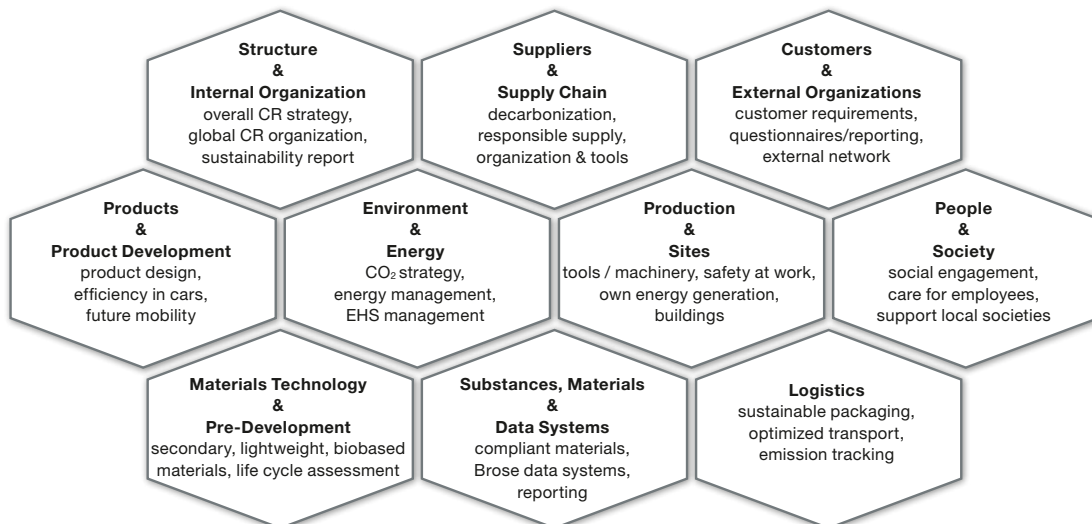 Structure
&
Internal Organization
overall CR strategy,
global CR organization,
sustainability report
Suppliers
&
Supply Chain
decarbonization,
responsible supply,
organization & tools
Customers
&
External Organizations
customer requirements,
questionnaires/reporting,
external network
Products
&
Product Development
product design,
efficiency in cars,
future mobility
Environment
&
Energy
CO₂ strategy,
energy management,
EHS management
Production
&
Sites
tools / machinery, safety at work,
own energy generation,
buildings
People
&
Society
social engagement,
care for employees,
support local societies
Materials Technology
&
Pre-Development
secondary, lightweight, biobased
materials, life cycle assessment
Substances, Materials
&
Data Systems
compliant materials,
Brose data systems,
reporting
Logistics
sustainable packaging,
optimized transport,
emission tracking